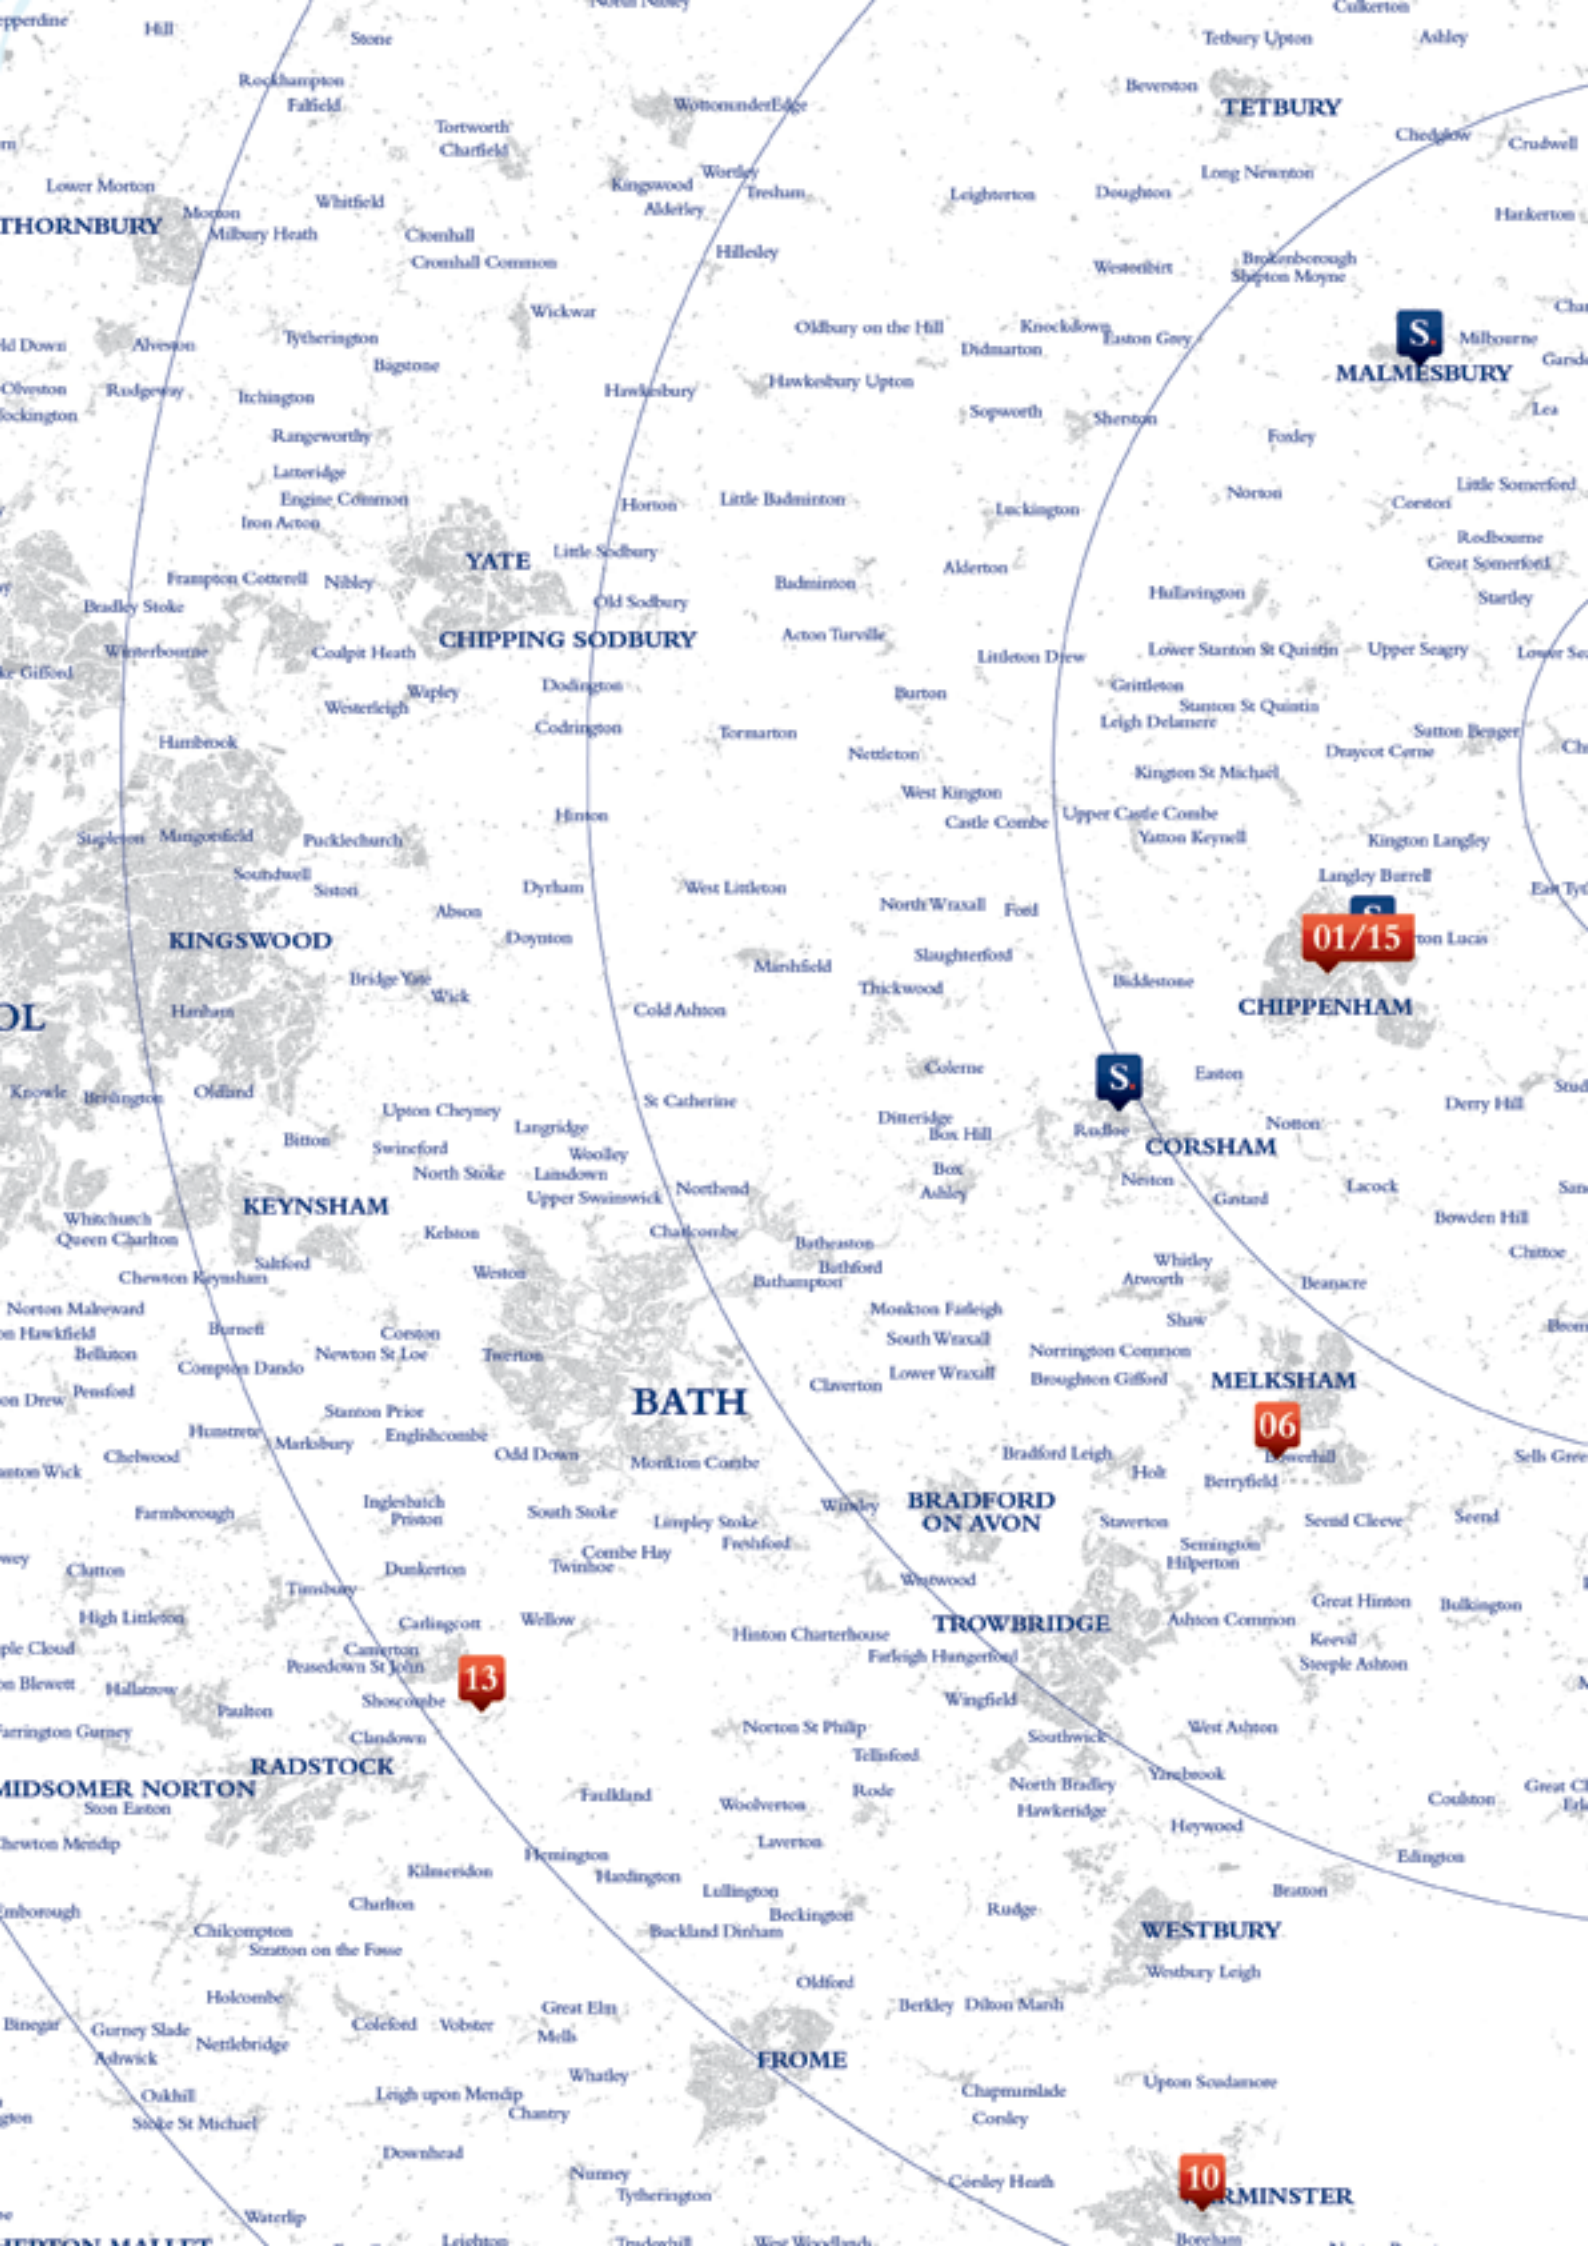 Culkerton
Hill
Stone
Tetbury Upton
Ashley
Rockhampton
Falfield
WottonunderEdge
Beverston
TETBURY
Tortworth
Charfield
Chedglow
Crudwell
Lower Morton
Kingswood
Wortley
Tresham
Leighterton
Doughton
Long Newnton
Whitfield
Alderley
Hankerton
THORNBURY
Morton
Milbury Heath
Cromhall
Cromhall Common
Hillesley
Westonbirt
Brokenborough
Shipton Moyne
Wickwar
Oldbury on the Hill
Knockdown
Easton Grey
Didmarton
S.
Milbourne
MALMESBURY
Alveston
Tytherington
Bagstone
Olveston
Rudgeway
Itchington
Hawkesbury
Hawkesbury Upton
Sopworth
Sherston
Lea
Rangeworthy
Foxley
Latteridge
Engine Common
Iron Acton
Horton
Little Badminton
Luckington
Norton
Corston
Little Somerford
Rodbourne
Great Somerford
YATE
Little Sodbury
Frampton Cotterell
Nibley
Badminton
Alderton
Hullavington
Startley
Bradley Stoke
Old Sodbury
CHIPPING SODBURY
Acton Turville
Winterbourne
Coalpit Heath
Littleton Drew
Lower Stanton St Quintin
Upper Seagry
Wapley
Westerleigh
Dodington
Burton
Grittleton
Stanton St Quintin
Leigh Delamere
Codrington
Tormarton
Nettleton
Sutton Benger
Draycot Cerne
Hambrook
Kington St Michael
West Kington
Castle Combe
Upper Castle Combe
Yatton Keynell
Hinton
Stapleton
Mangotsfield
Pucklechurch
Kington Langley
Soundwell
Siston
Dyrham
West Littleton
Langley Burrell
Abson
North Wraxall
Ford
KINGSWOOD
Doynton
01/15
Marshfield
Slaughterford
Bridge Yate
Wick
Thickwood
Biddestone
CHIPPENHAM
Hanham
Cold Ashton
Colerne
S.
Easton
Knowle
Brislington
Oldland
St Catherine
Derry Hill
Upton Cheyney
Langridge
Ditteridge
Box Hill
Rudloe
Notton
CORSHAM
Bitton
Swineford
Woolley
North Stoke
Lansdown
Upper Swainswick
Northend
Box
Ashley
Neston
Gastard
Lacock
KEYNSHAM
Whitchurch
Queen Charlton
Bowden Hill
Kelston
Charlcombe
Batheaston
Bathford
Bathampton
Whitley
Atworth
Chittoe
Saltford
Chewton Keynsham
Weston
Beanacre
Norton Malreward
Monkton Farleigh
South Wraxall
Shaw
Burnett
Corston
Newton St Loe
Twerton
Belluton
Compton Dando
Norrington Common
Lower Wraxall
Broughton Gifford
Claverton
MELKSHAM
Pensford
BATH
Stanton Prior
Englishcombe
06
Hunstrete
Marksbury
Chelwood
Odd Down
Monkton Combe
Bradford Leigh
Holt
Bowerhill
Berryfield
Farmborough
Inglesbatch
Priston
South Stoke
Limpley Stoke
Freshford
Winsley
BRADFORD
ON AVON
Staverton
Seend Cleeve
Seend
Semington
Hilperton
Combe Hay
Twinhoe
Dunkerton
Clutton
Timsbury
Westwood
Great Hinton
Bulkington
High Littleton
Carlingcott
Wellow
Hinton Charterhouse
TROWBRIDGE
Ashton Common
Keevil
Steeple Ashton
Camerton
Peasedown St John
13
Farleigh Hungerford
Hallatrow
Paulton
Shoscombe
Wingfield
Clandown
Norton St Philip
Southwick
West Ashton
RADSTOCK
Tellisford
Yarnbrook
MIDSOMER NORTON
Ston Easton
Faulkland
Woolverton
Rode
North Bradley
Hawkeridge
Coulston
Heywood
Laverton
Hemington
Hardington
Edington
Kilmersdon
Lullington
Bratton
Charlton
Beckington
Rudge
Chilcompton
Stratton on the Fosse
Buckland Dinham
WESTBURY
Westbury Leigh
Oldford
Holcombe
Great Elm
Berkley
Dilton Marsh
Binegar
Gurney Slade
Coleford
Vobster
Mells
Nettlebridge
Ashwick
FROME
Whatley
Oakhill
Leigh upon Mendip
Chantry
Chapmanslade
Upton Scudamore
Stoke St Michael
Corsley
Downhead
Nunney
Tytherington
Corsley Heath
10
Waterlip
Leighton
Boreham